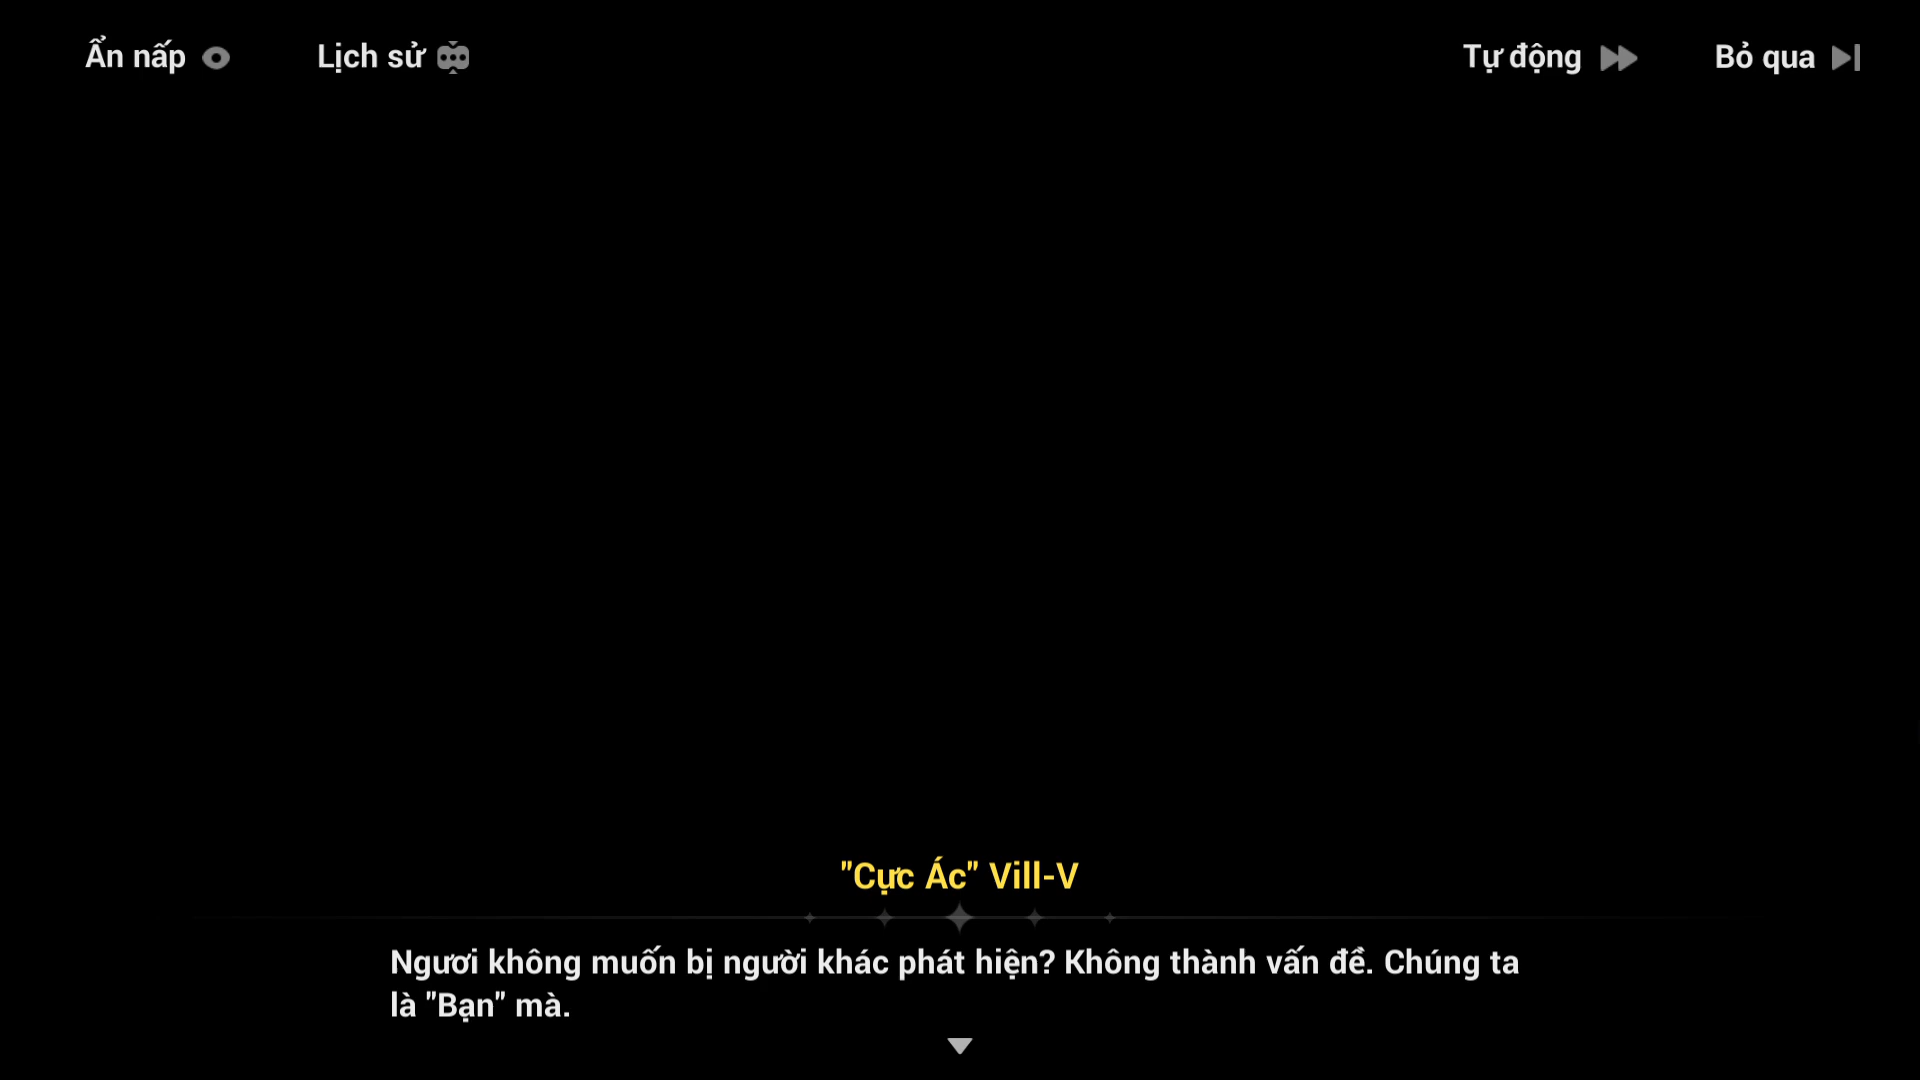 Ẩn nấp
Lịch sử
Tự động
Bỏ qua
"Cực Ác" Vill-V
Ngươi không muốn bị người khác phát hiện? Không thành vấn đề. Chúng ta
là "Bạn" mà.